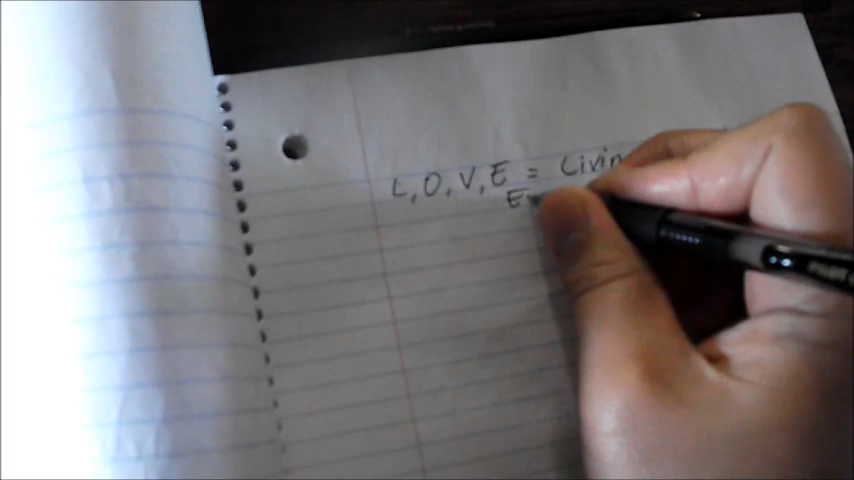 L, O, V, E = Livin
E